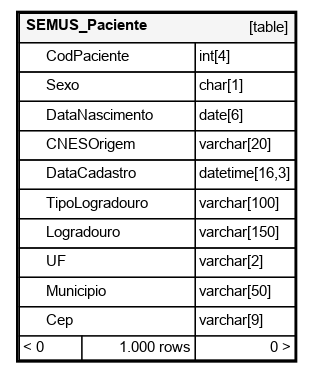 SEMUS_Paciente [table]
CodPaciente int[4]
Sexo char[1]
DataNascimento date[6]
CNESOrigem varchar[20]
DataCadastro datetime[16,3]
TipoLogradouro varchar[100]
Logradouro varchar[150]
UF varchar[2]
Municipio varchar[50]
Cep varchar[9]
< 0 1.000 rows 0 >